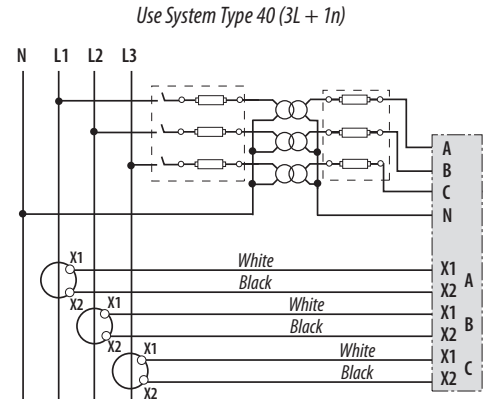 Use System Type 40 (3L + 1n)
N L1 L2 L3
A
B
C
N
X1 White X1
Black X2 A
X2 X1 White X1
Black X2 B
X2 X1 White X1
Black X2 C
X2